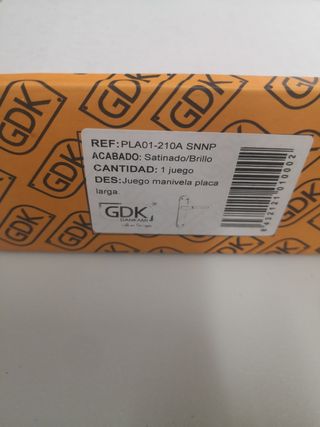 REF:PLA01-210A SNNP
ACABADO: Satinado/Brillo
CANTIDAD: 1 juego
DES:Juego manivela placa
larga.
GDK
GDK
GDK
GDK
GDK
GDK